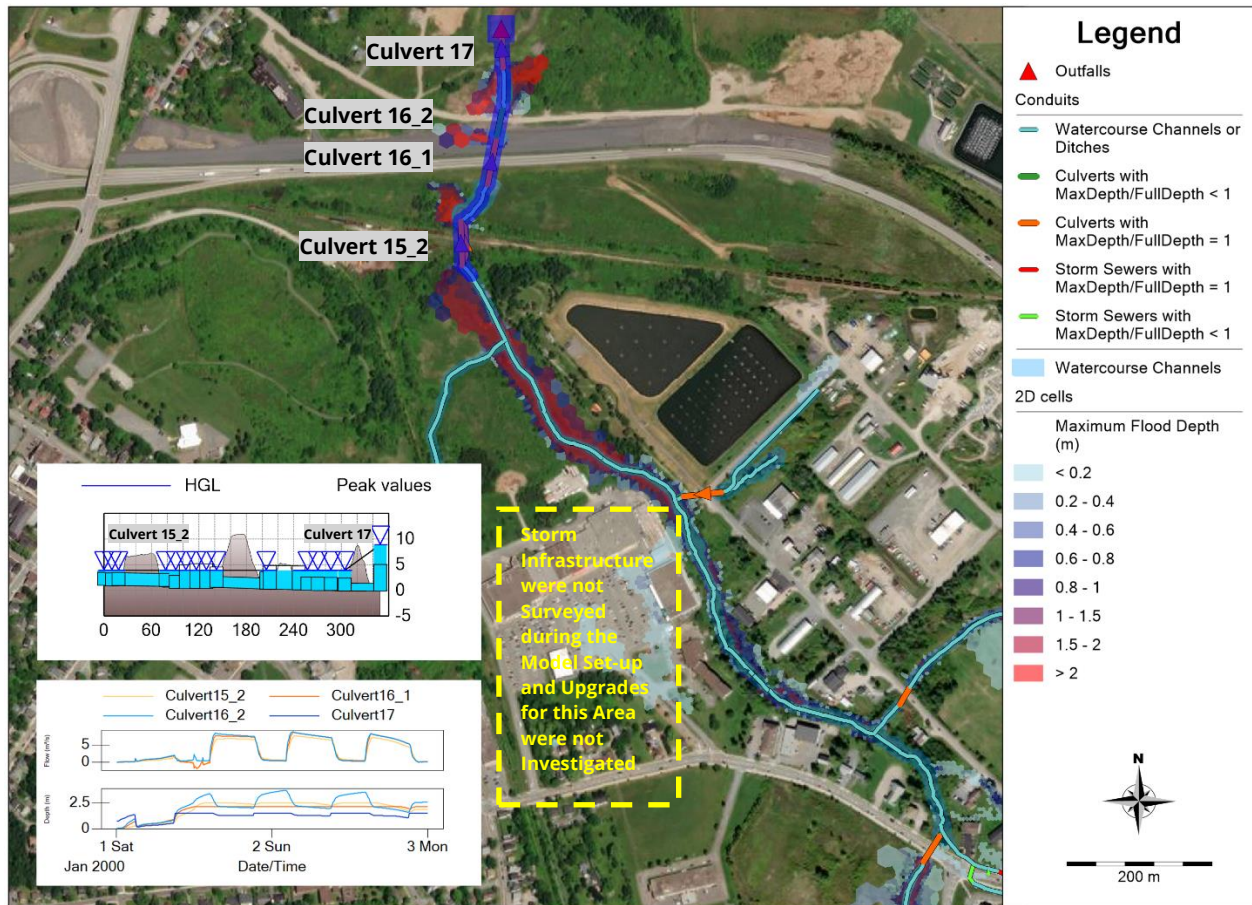 Culvert 17
Culvert 16_2
Culvert 16_1
Culvert 15_2
HGL
Peak values
Culvert 15_2
Culvert 17
10
5
0
-5
0
60
120
180
240
300
Culvert15_2
Culvert16_1
Culvert16_2
Culvert17
Flow (m³/s)
5
0
Depth (m)
2.5
0
1 Sat
2 Sun
3 Mon
Jan 2000
Date/Time
Storm
Infrastructure
were not
Surveyed
during the
Model Set-up
and Upgrades
for this Area
were not
Investigated
Legend
Outfalls
Conduits
Watercourse Channels or
Ditches
Culverts with
MaxDepth/FullDepth < 1
Culverts with
MaxDepth/FullDepth = 1
Storm Sewers with
MaxDepth/FullDepth = 1
Storm Sewers with
MaxDepth/FullDepth < 1
Watercourse Channels
2D cells
Maximum Flood Depth
(m)
< 0.2
0.2 - 0.4
0.4 - 0.6
0.6 - 0.8
0.8 - 1
1 - 1.5
1.5 - 2
> 2
N
200 m